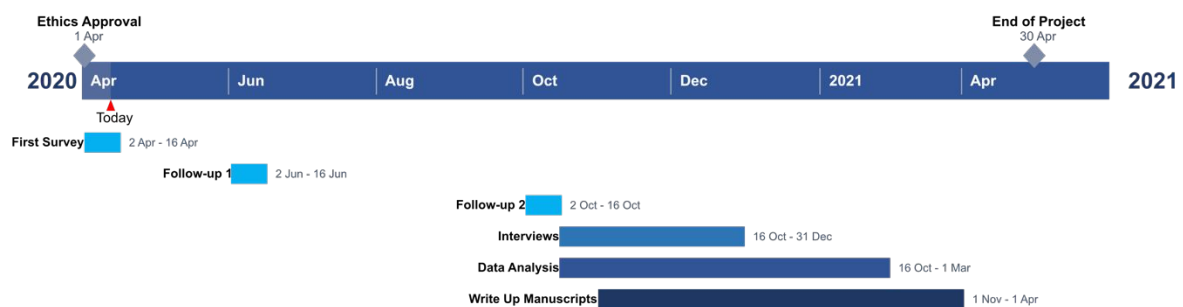 Ethics Approval
1 Apr
End of Project
30 Apr
2020 Apr Jun Aug Oct Dec 2021 Apr 2021
Today
First Survey 2 Apr - 16 Apr
Follow-up 1 2 Jun - 16 Jun
Follow-up 2 2 Oct - 16 Oct
Interviews 16 Oct - 31 Dec
Data Analysis 16 Oct - 1 Mar
Write Up Manuscripts 1 Nov - 1 Apr